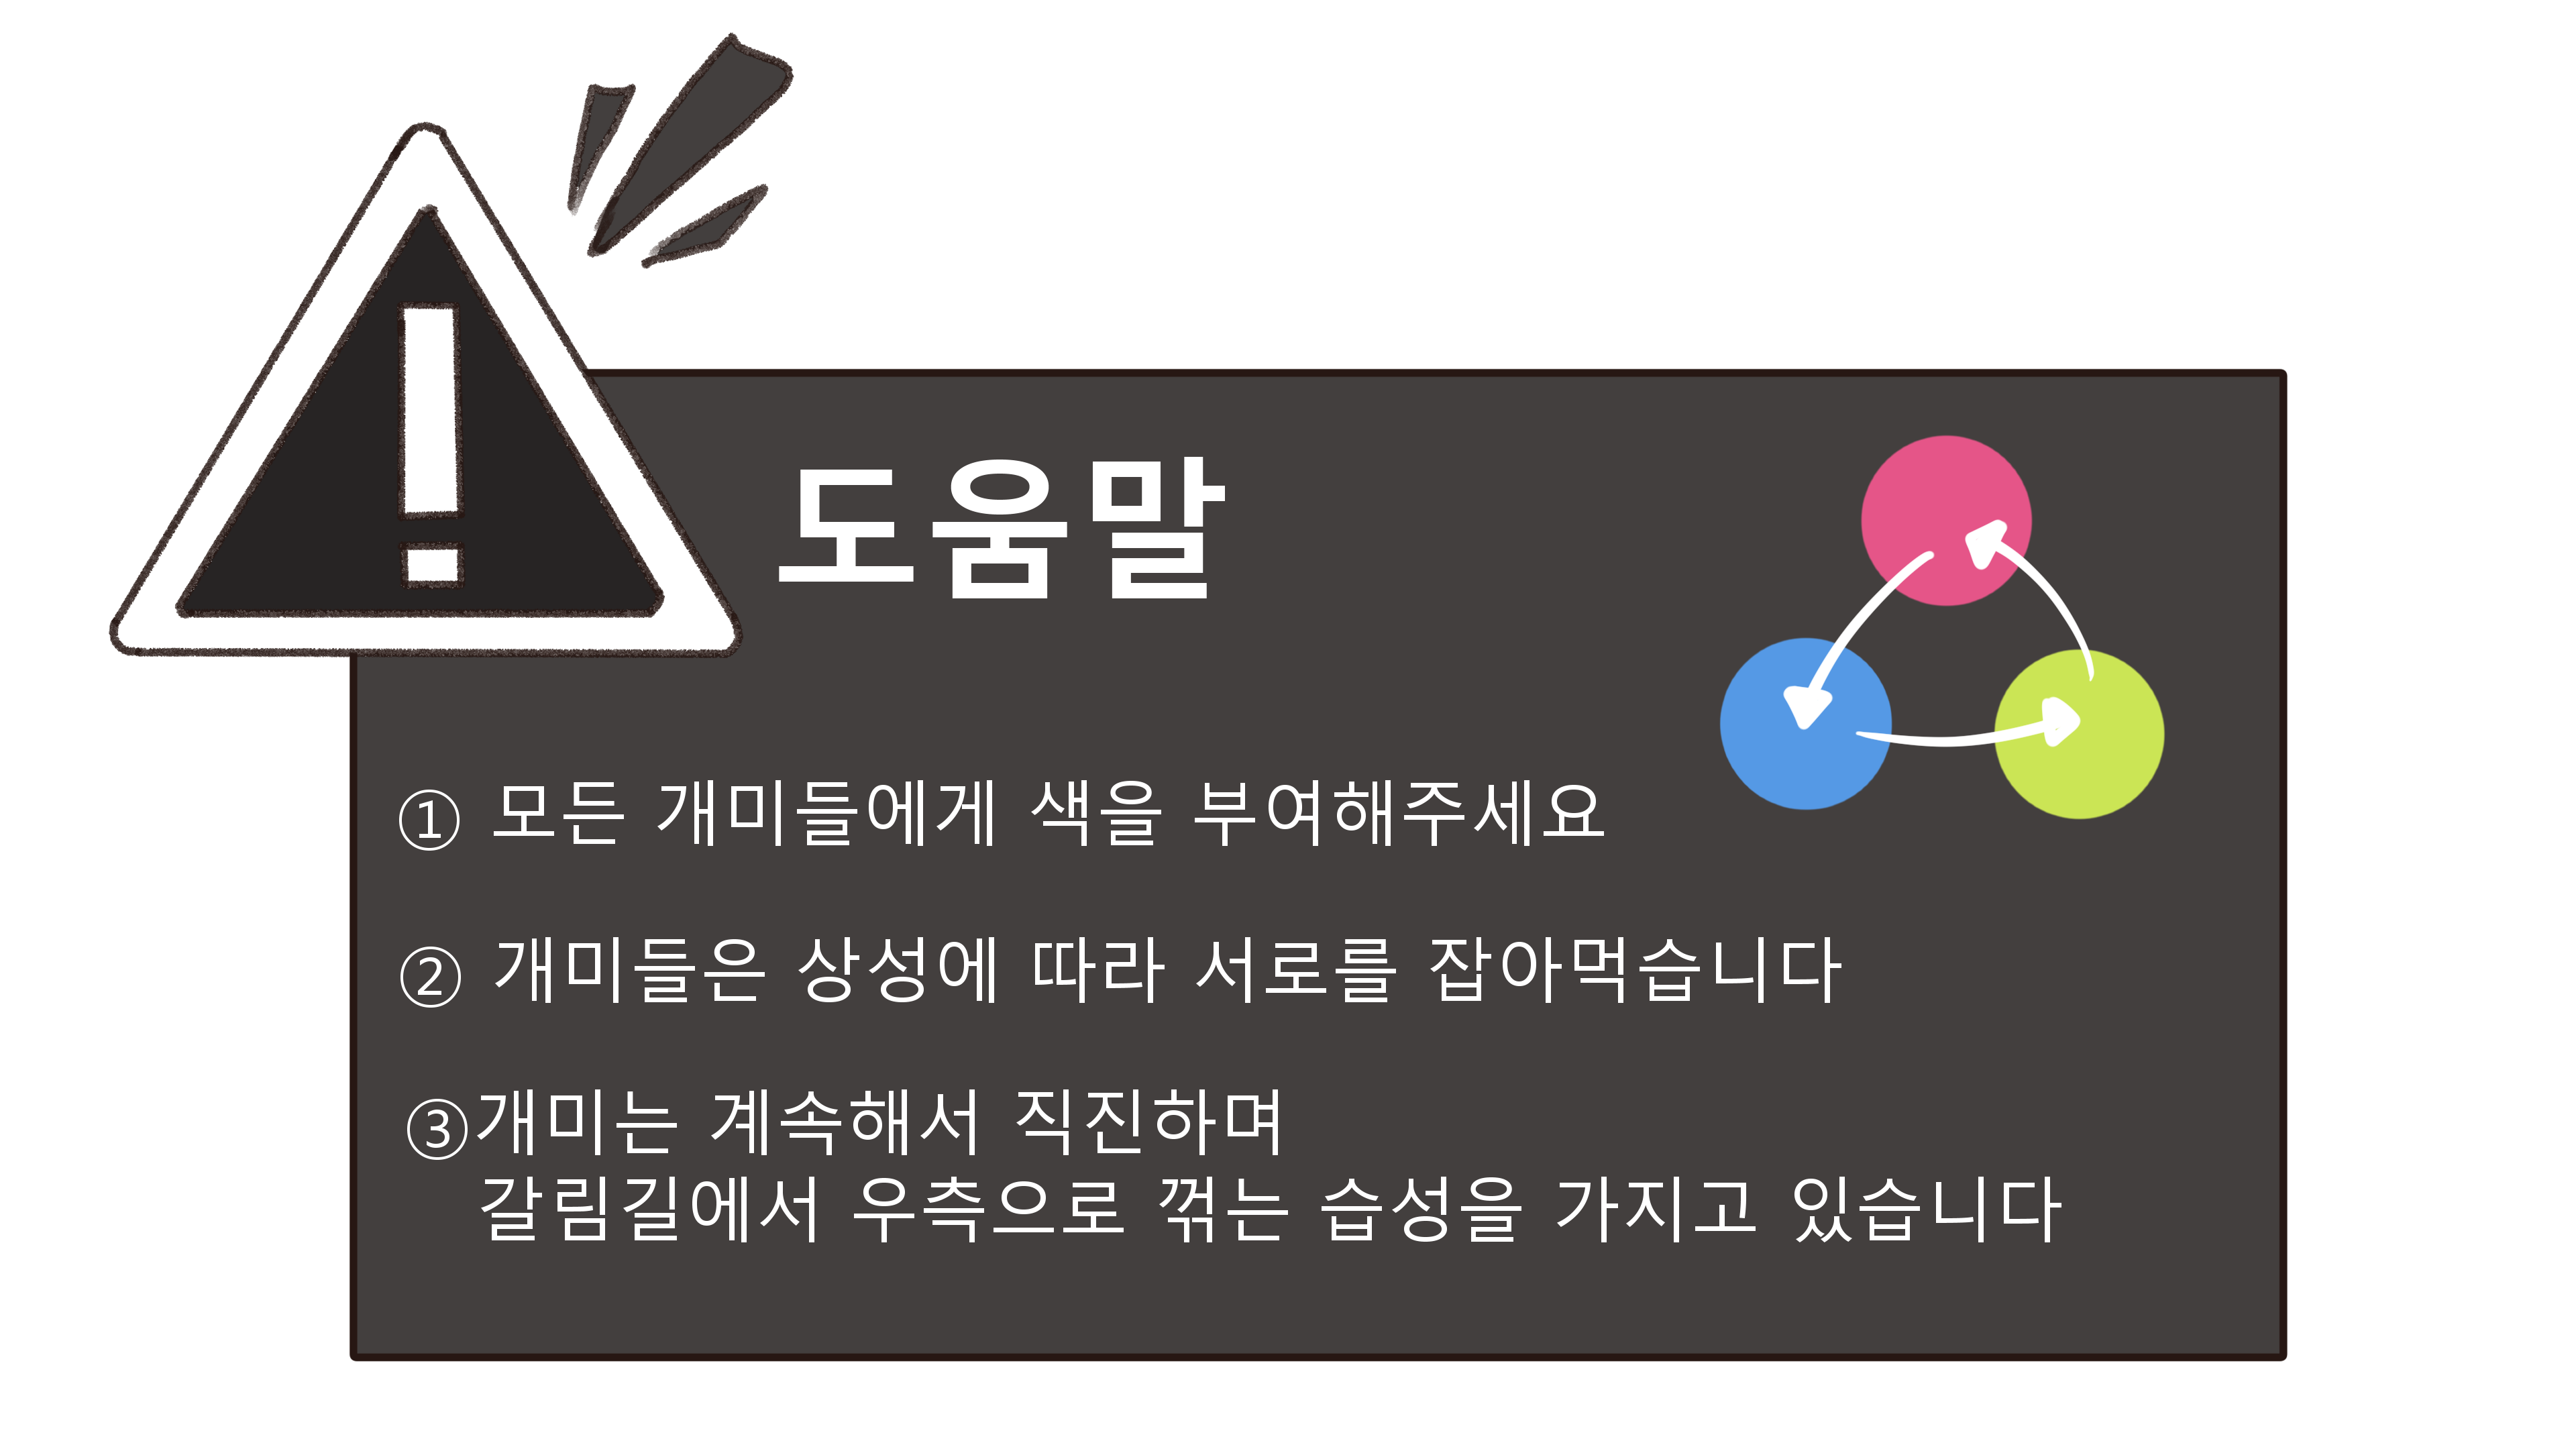 도움말
① 모든 개미들에게 색을 부여해주세요
② 개미들은 상성에 따라 서로를 잡아먹습니다
③개미는 계속해서 직진하며
갈림길에서 우측으로 꺾는 습성을 가지고 있습니다